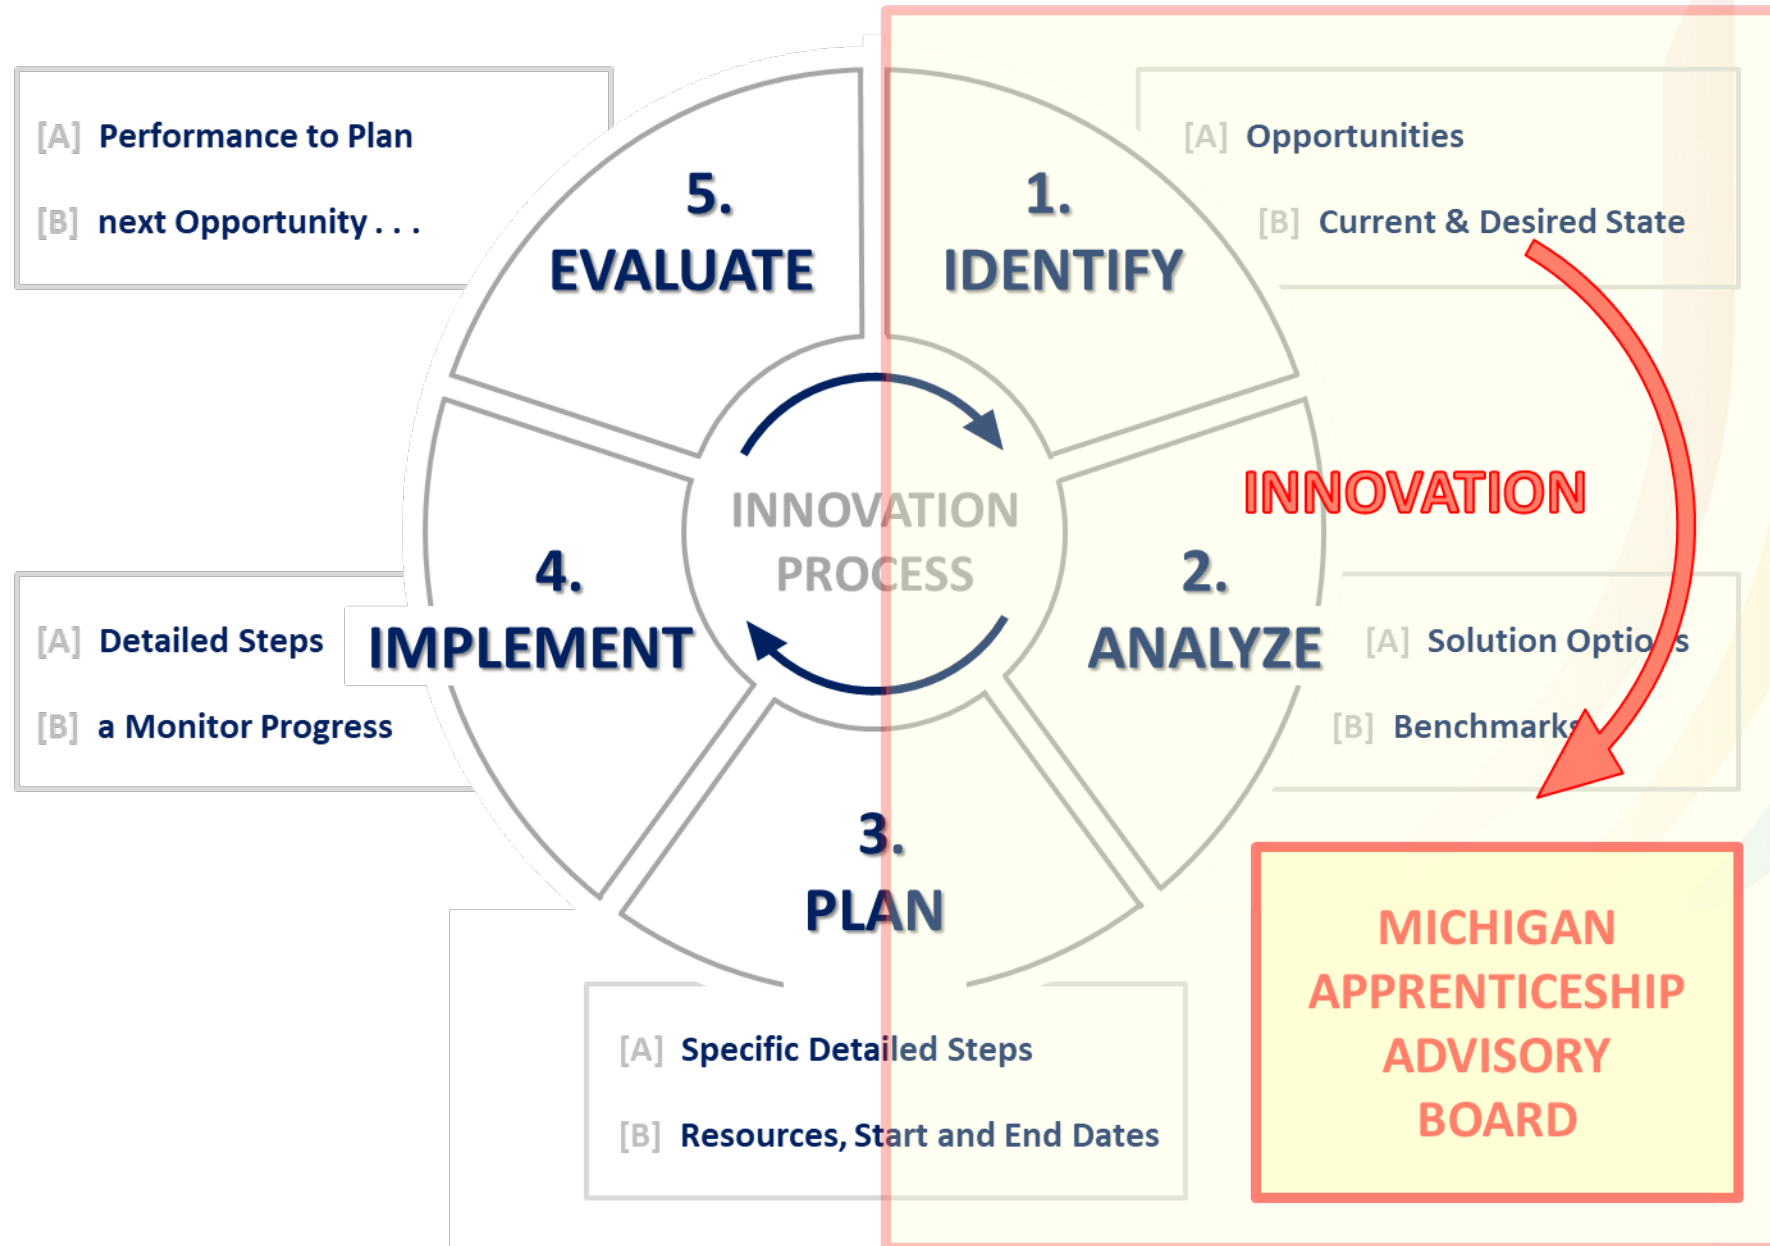 [A] Performance to Plan
[B] next Opportunity . . .
5.
EVALUATE
1.
IDENTIFY
[A] Opportunities
[B] Current & Desired State
INNOVATION
PROCESS
INNOVATION
4.
IMPLEMENT
[A] Detailed Steps
[B] a Monitor Progress
2.
ANALYZE
[A] Solution Options
[B] Benchmarks
3.
PLAN
[A] Specific Detailed Steps
[B] Resources, Start and End Dates
MICHIGAN
APPRENTICESHIP
ADVISORY
BOARD